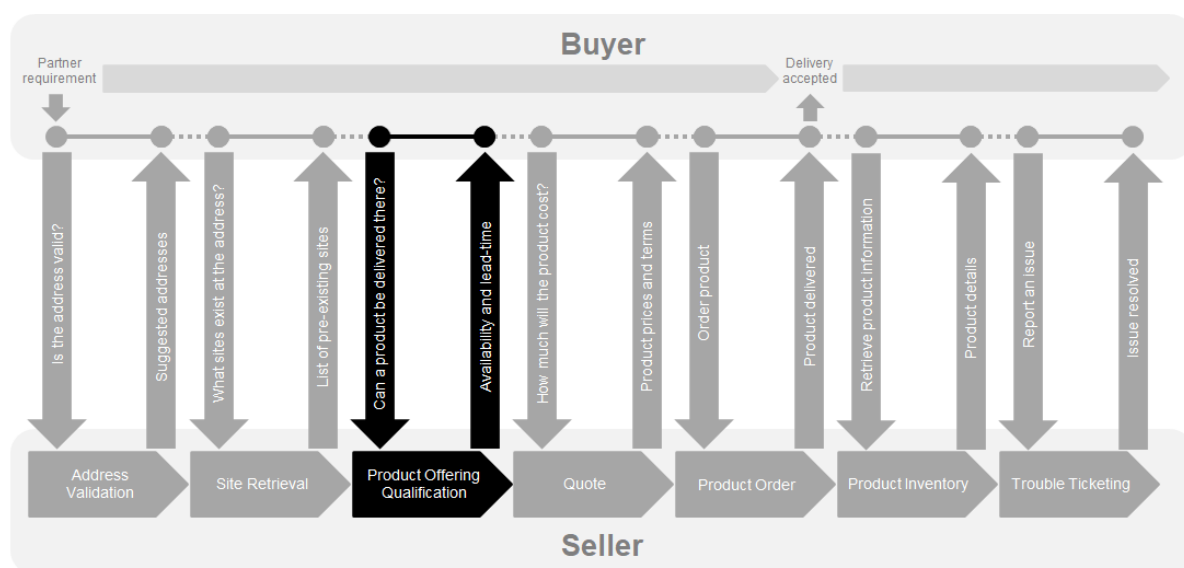 Buyer
Partner
requirement
Delivery
accepted
Is the address valid?
Suggested addresses
What sites exist at the address?
List of pre-existing sites
Can a product be delivered there?
Availability and lead-time
How much will the product cost?
Product prices and terms
Order product
Product delivered
Retrieve product information
Product details
Report an issue
Issue resolved
Address
Validation
Site Retrieval
Product Offering
Qualification
Quote
Product Order
Product Inventory
Trouble Ticketing
Seller